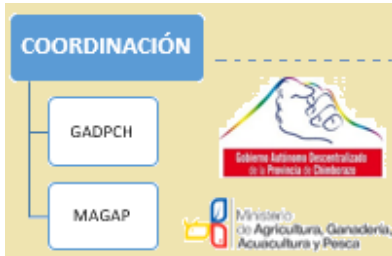 COORDINACIÓN
GADPCH
MAGAP
Gobierno Autónomo Descentralizado
de la Provincia de Chimborazo
Ministerio
de Agricultura, Ganadería,
Acuacultura y Pesca